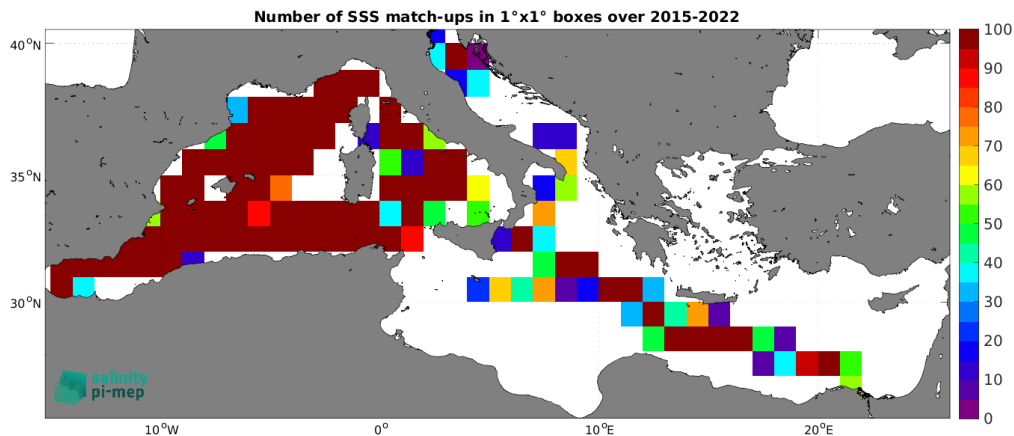 Number of SSS match-ups in 1°x1° boxes over 2015-2022
40°N
35°N
30°N
10°W
0°
10°E
20°E
100
90
80
70
60
50
40
30
20
10
0
salinity
pi-mep